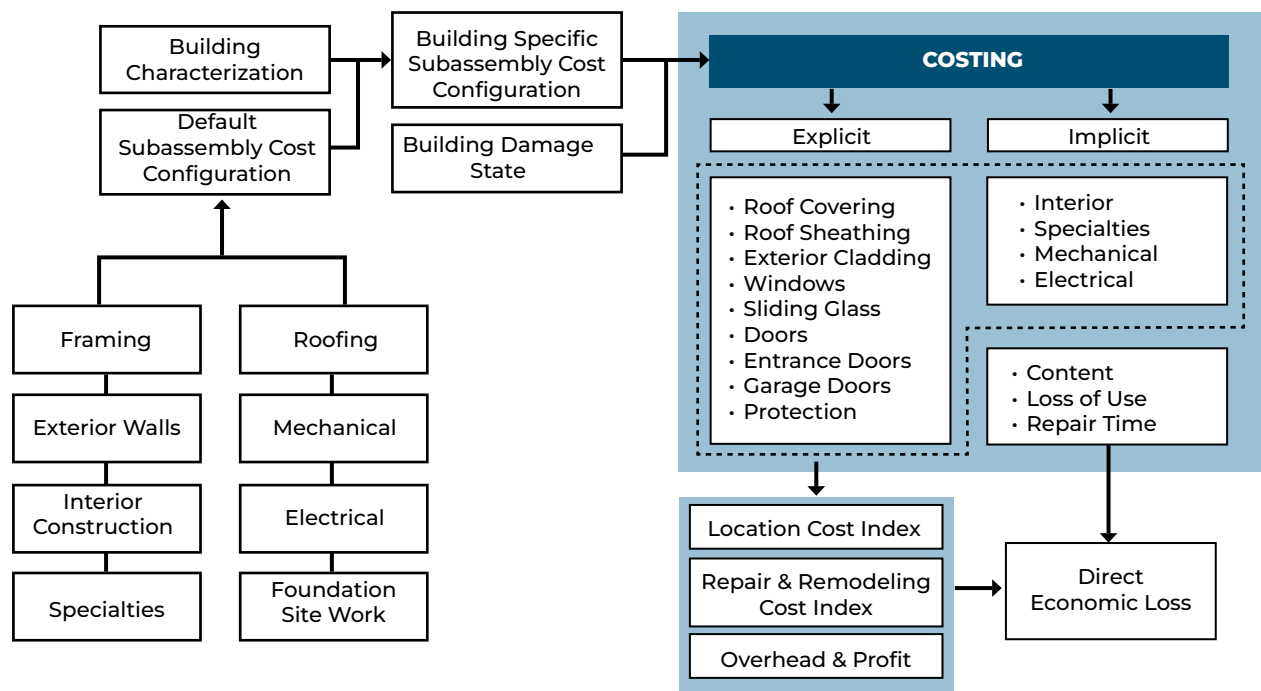 Building
Characterization
Default
Subassembly Cost
Configuration
Building Specific
Subassembly Cost
Configuration
Building Damage
State
Framing
Exterior Walls
Interior
Construction
Specialties
Roofing
Mechanical
Electrical
Foundation
Site Work
COSTING
Explicit
Implicit
· Roof Covering
· Roof Sheathing
· Exterior Cladding
· Windows
· Sliding Glass
· Doors
· Entrance Doors
· Garage Doors
· Protection
· Interior
· Specialties
· Mechanical
· Electrical
· Content
· Loss of Use
· Repair Time
Location Cost Index
Repair & Remodeling
Cost Index
Overhead & Profit
Direct
Economic Loss